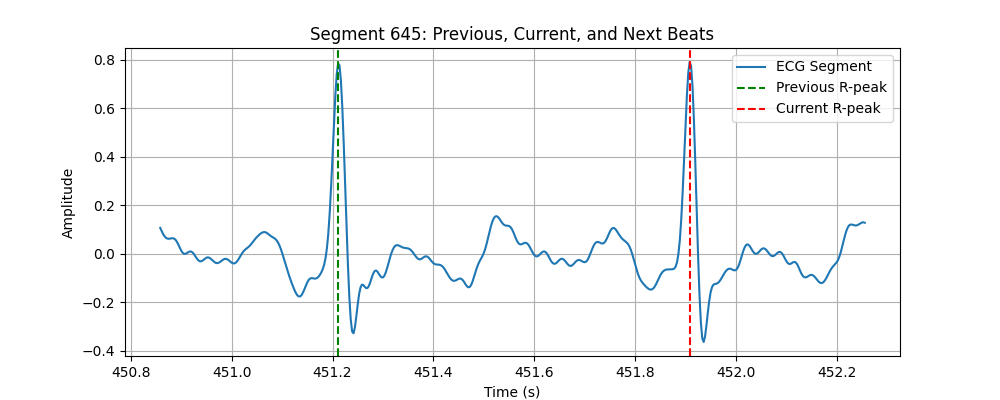 Segment 645: Previous, Current, and Next Beats
ECG Segment
Previous R-peak
Current R-peak
Amplitude
0.8
0.6
0.4
0.2
0.0
−0.2
−0.4
450.8 451.0 451.2 451.4 451.6 451.8 452.0 452.2
Time (s)